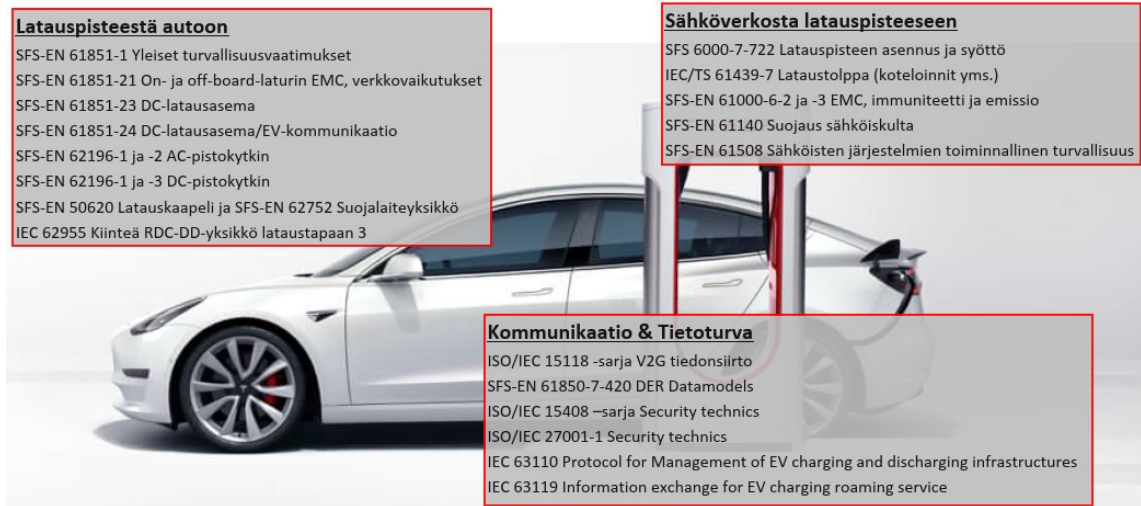 Latauspisteestä autoon
SFS-EN 61851-1 Yleiset turvallisuusvaatimukset
SFS-EN 61851-21 On- ja off-board-laturin EMC, verkkovaikutukset
SFS-EN 61851-23 DC-latausasema
SFS-EN 61851-24 DC-latausasema/EV-kommunikaatio
SFS-EN 62196-1 ja -2 AC-pistokytkin
SFS-EN 62196-1 ja -3 DC-pistokytkin
SFS-EN 50620 Latauskaapeli ja SFS-EN 62752 Suojalaiteyksikkö
IEC 62955 Kiinteä RDC-DD-yksikkö lataustapaan 3
Sähköverkosta latauspisteeseen
SFS 6000-7-722 Latauspisteen asennus ja syöttö
IEC/TS 61439-7 Lataustolppa (koteloinnit yms.)
SFS-EN 61000-6-2 ja -3 EMC, immuniteetti ja emissio
SFS-EN 61140 Suojaus sähköiskulta
SFS-EN 61508 Sähköisten järjestelmien toiminnallinen turvallisuus
Kommunikaatio & Tietoturva
ISO/IEC 15118 -sarja V2G tiedonsiirto
SFS-EN 61850-7-420 DER Datamodels
ISO/IEC 15408 –sarja Security technics
ISO/IEC 27001-1 Security technics
IEC 63110 Protocol for Management of EV charging and discharging infrastructures
IEC 63119 Information exchange for EV charging roaming service